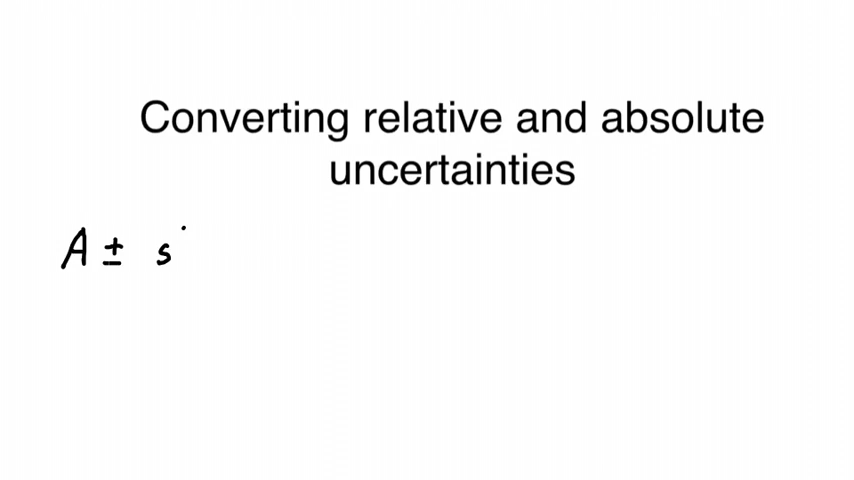 Converting relative and absolute
uncertainties
A ± s